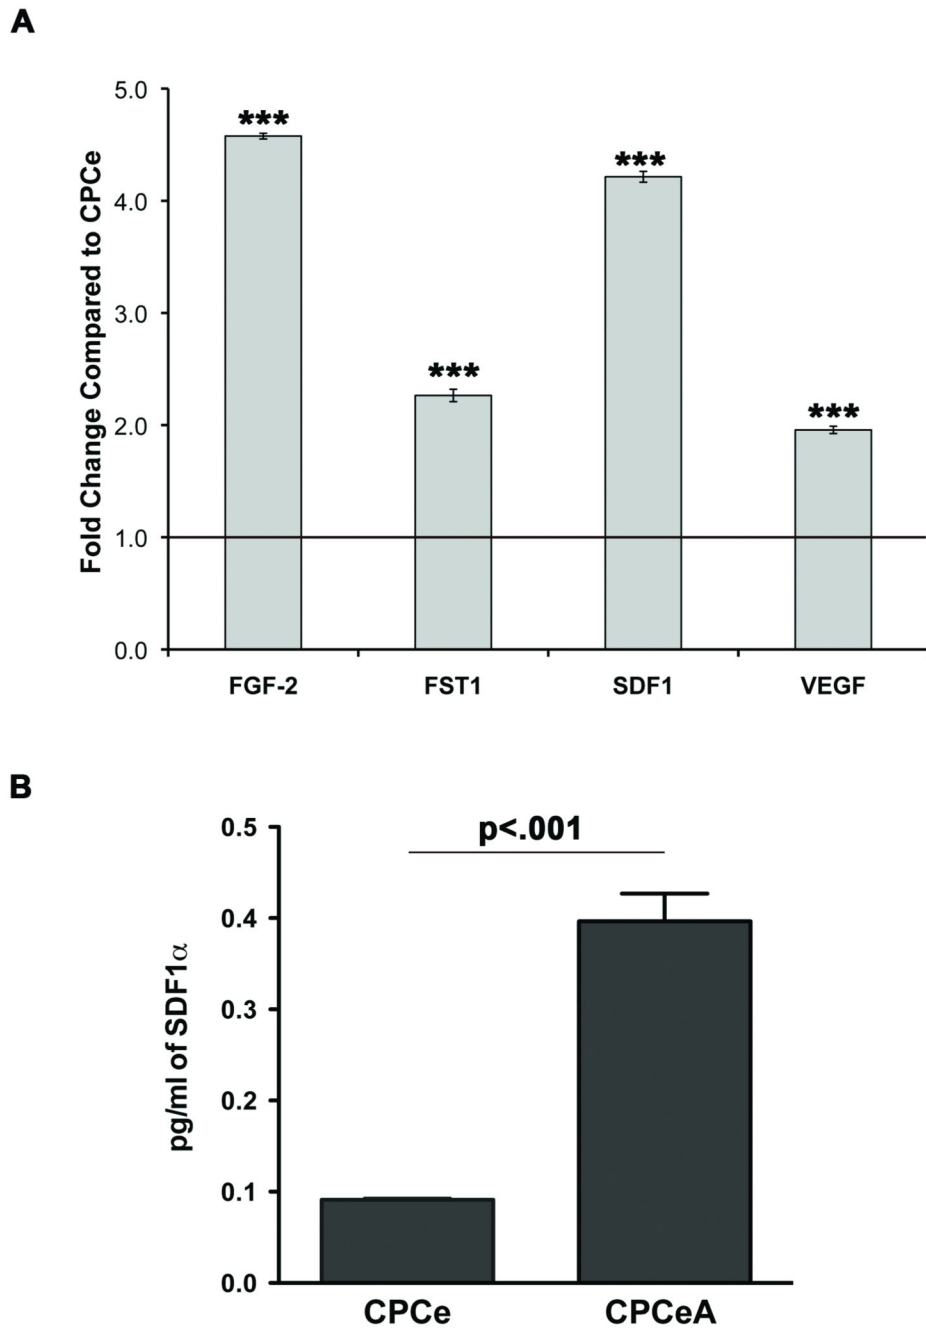 A
Fold Change Compared to CPCe
5.0
4.0
3.0
2.0
1.0
0.0
***
***
***
***
FGF-2 FST1 SDF1 VEGF
B
pg/ml of SDF1α
0.5
0.4
0.3
0.2
0.1
0.0
p<.001
CPCe CPCeA